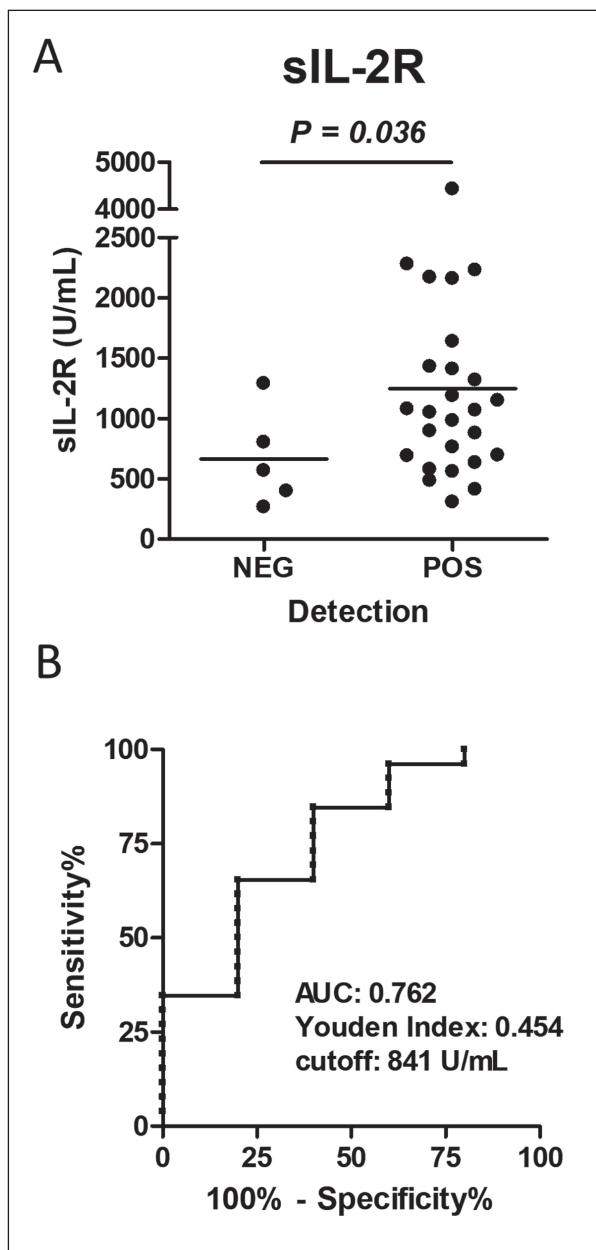 A
sIL-2R
P = 0.036
5000
4000
2500
2000
1500
1000
500
0
sIL-2R (U/mL)
NEG
POS
Detection
B
100
75
50
25
0
Sensitivity%
AUC: 0.762
Youden Index: 0.454
cutoff: 841 U/mL
0
25
50
75
100
100% - Specificity%